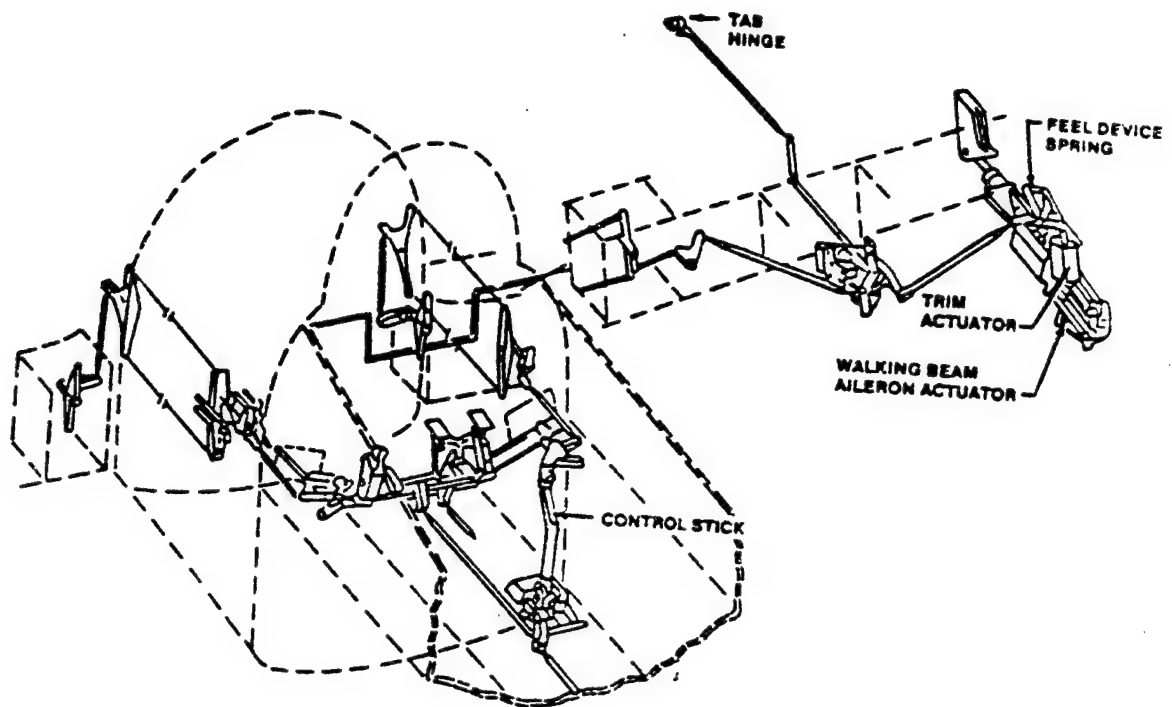 TAB
HINGE
FEEL DEVICE
SPRING
TRIM
ACTUATOR
WALKING BEAM
AILERON ACTUATOR
CONTROL STICK